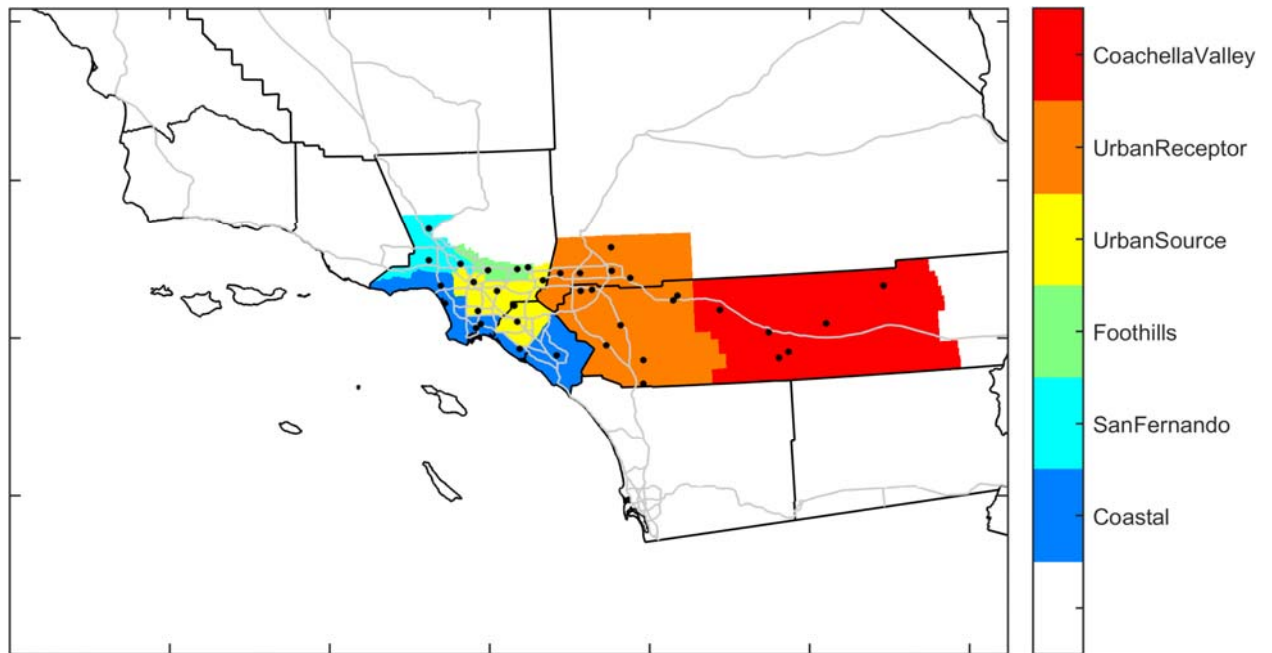 CoachellaValley
UrbanReceptor
UrbanSource
Foothills
SanFernando
Coastal